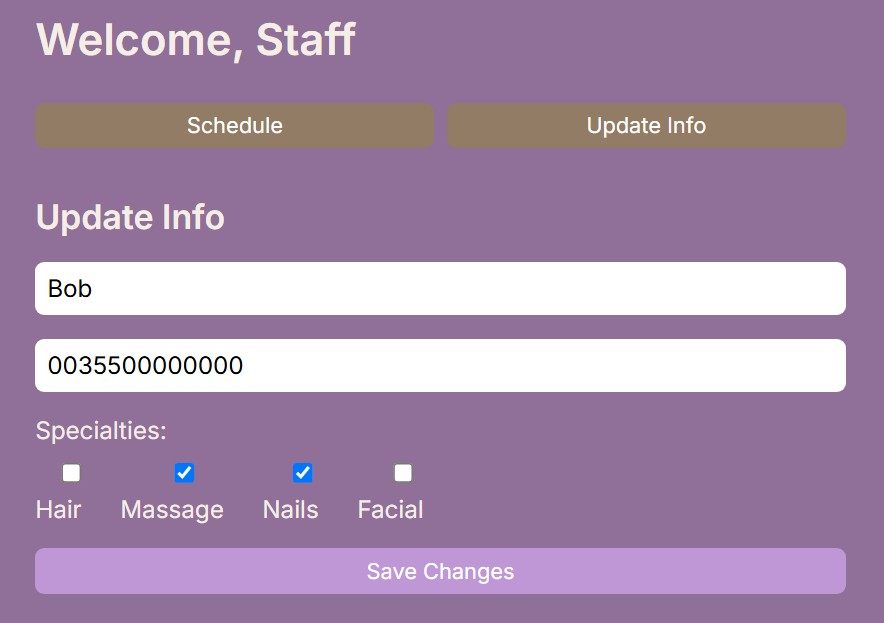 Welcome, Staff
Schedule Update Info
Update Info
Bob
0035500000000
Specialties:
Hair Massage Nails Facial
Save Changes